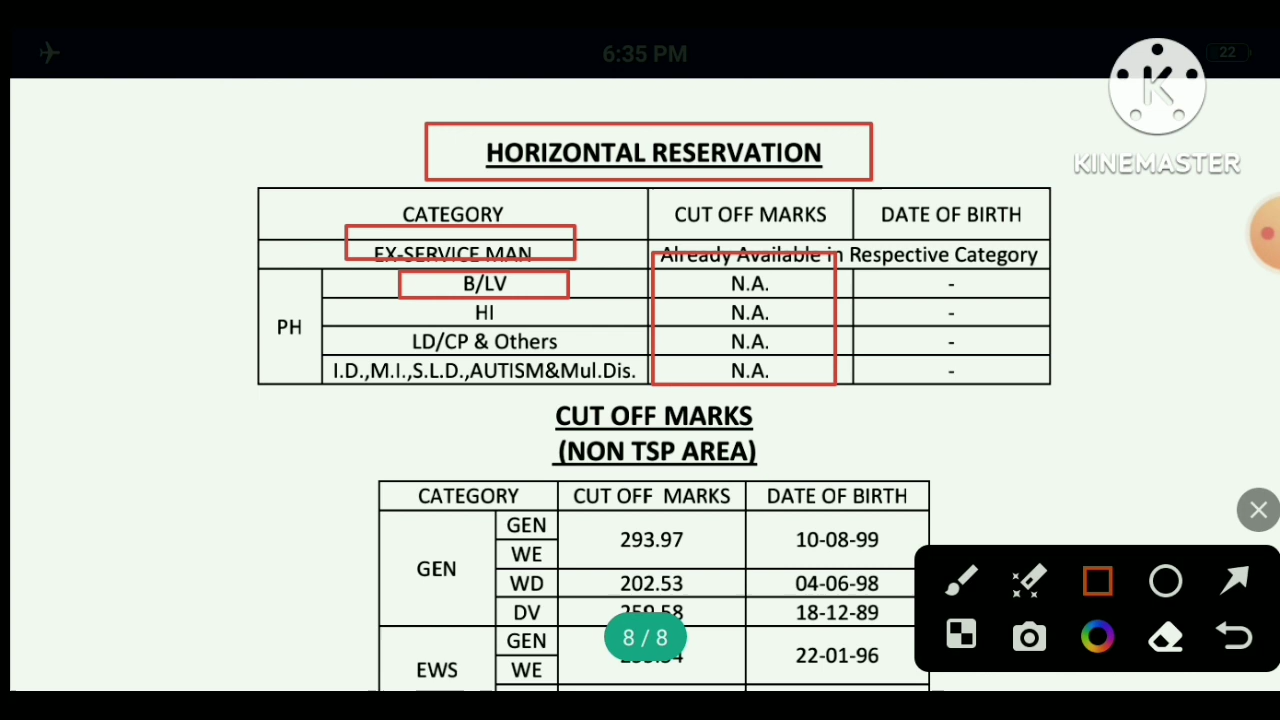 6:35 PM
22
KINEMASTER
HORIZONTAL RESERVATION
CATEGORY CUT OFF MARKS DATE OF BIRTH
EX-SERVICE MAN Already Available in Respective Category
PH
B/LV N.A. -
HI N.A. -
LD/CP & Others N.A. -
I.D.,M.I.,S.L.D.,AUTISM&Mul.Dis. N.A. -
CUT OFF MARKS
(NON TSP AREA)
CATEGORY CUT OFF MARKS DATE OF BIRTH
GEN
GEN 293.97 10-08-99
WE
WD 202.53 04-06-98
DV 259.58 18-12-89
8 / 8
EWS
GEN 22-01-96
WE